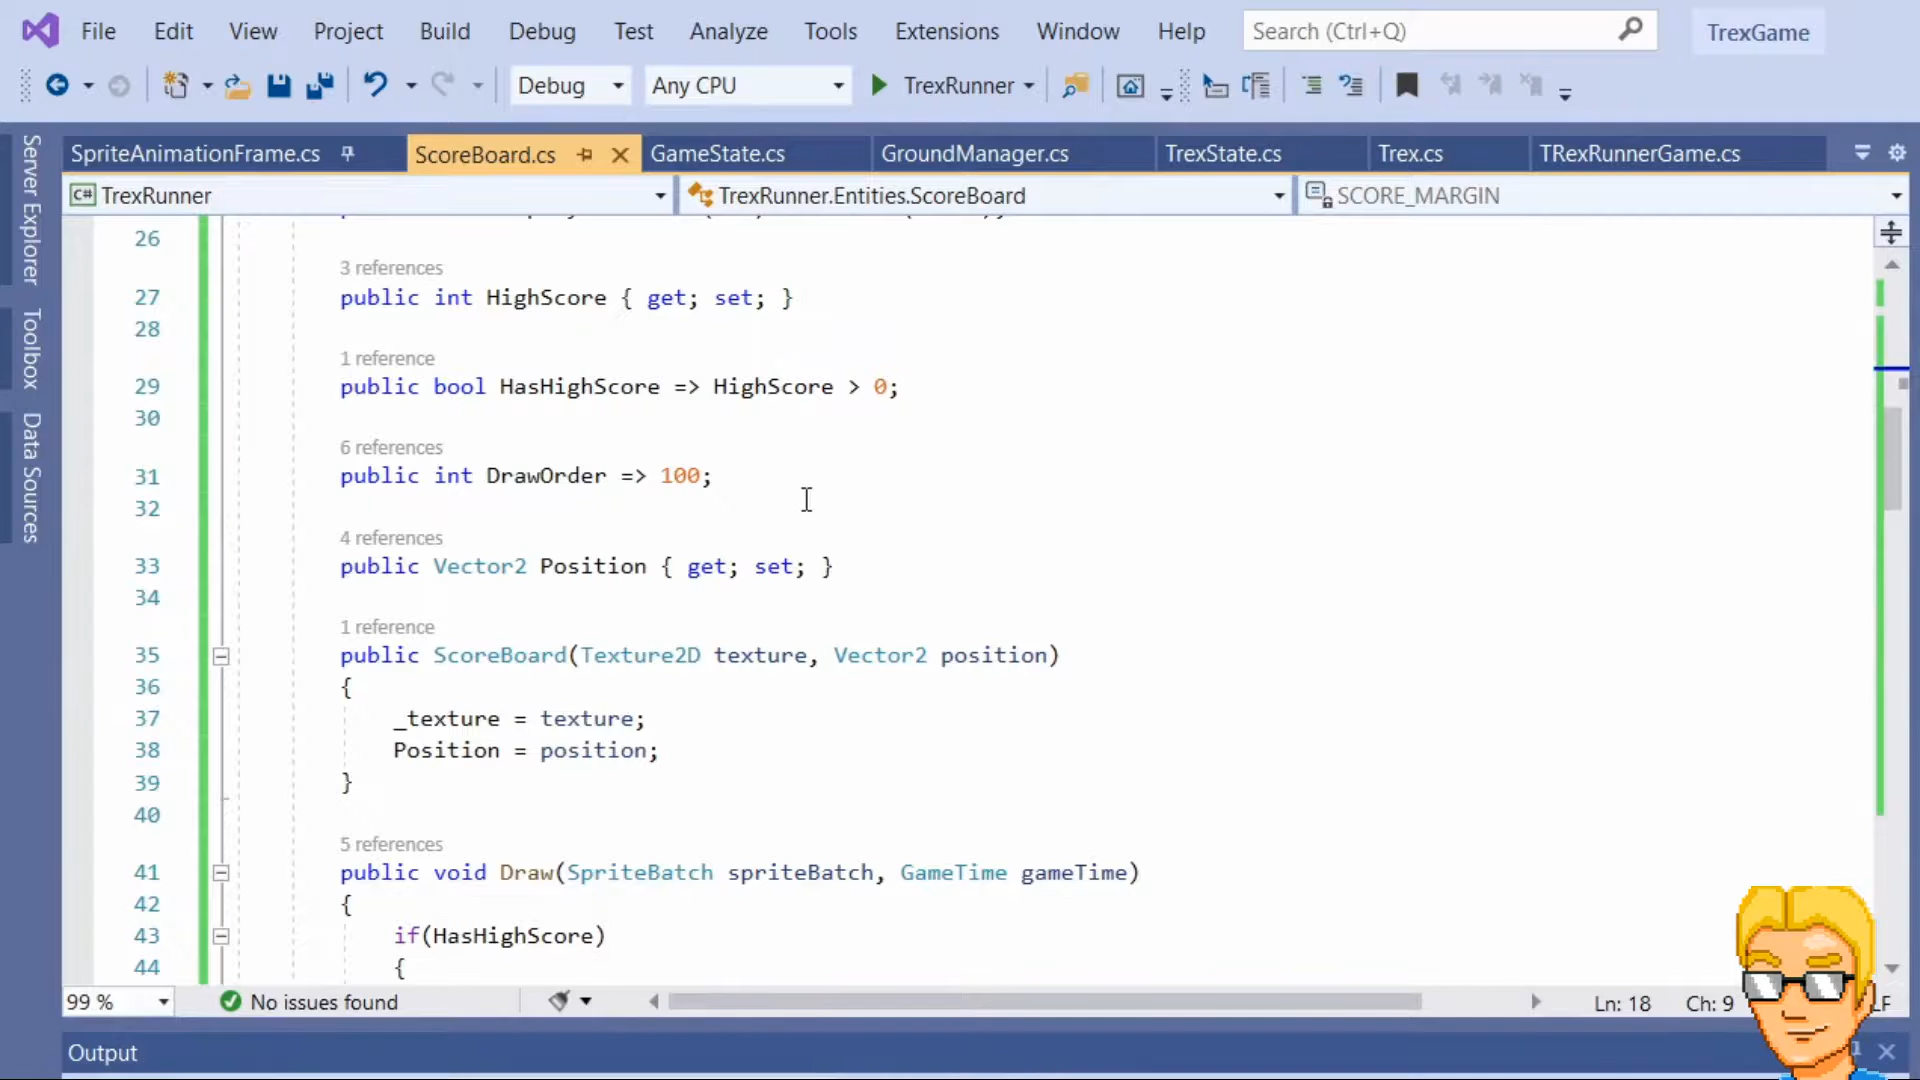 File Edit View Project Build Debug Test Analyze Tools Extensions Window Help Search (Ctrl+Q) TrexGame
Debug Any CPU TrexRunner
SpriteAnimationFrame.cs ScoreBoard.cs GameState.cs GroundManager.cs TrexState.cs Trex.cs TRexRunnerGame.cs
C# TrexRunner TrexRunner.Entities.ScoreBoard SCORE_MARGIN
Server Explorer
Toolbox
Data Sources
26
3 references
27 public int HighScore { get; set; }
28
1 reference
29 public bool HasHighScore => HighScore > 0;
30
6 references
31 public int DrawOrder => 100;
32
4 references
33 public Vector2 Position { get; set; }
34
1 reference
35 public ScoreBoard(Texture2D texture, Vector2 position)
36 {
37 _texture = texture;
38 Position = position;
39 }
40
5 references
41 public void Draw(SpriteBatch spriteBatch, GameTime gameTime)
42 {
43 if(HasHighScore)
44 {
99 % No issues found Ln: 18 Ch: 9
Output